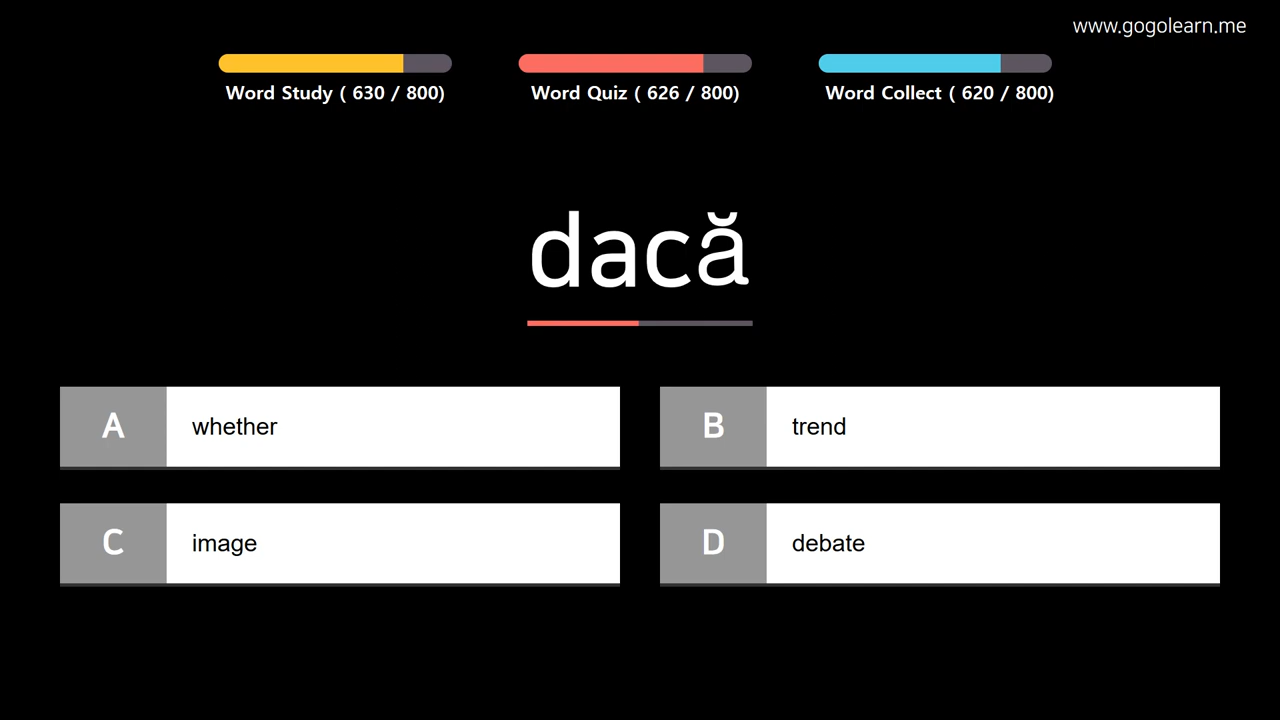 www.gogolearn.me
Word Study ( 630 / 800)
Word Quiz ( 626 / 800)
Word Collect ( 620 / 800)
dacă
A whether
B trend
C image
D debate